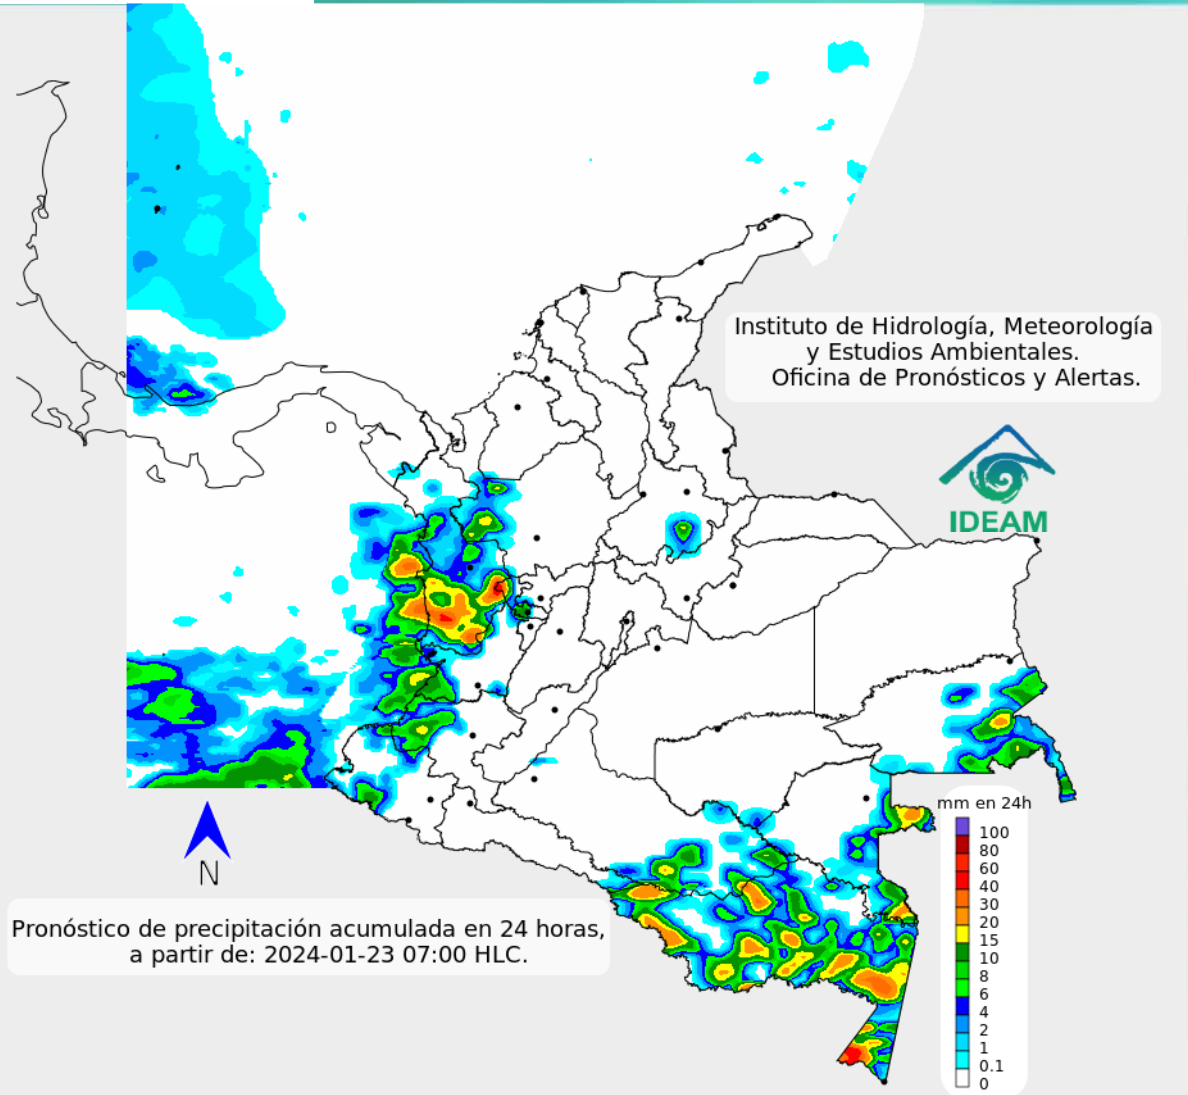 Instituto de Hidrología, Meteorología
y Estudios Ambientales.
Oficina de Pronósticos y Alertas.
IDEAM
mm en 24h
100
80
60
40
30
20
15
10
8
6
4
2
1
0.1
0
N
Pronóstico de precipitación acumulada en 24 horas,
a partir de: 2024-01-23 07:00 HLC.